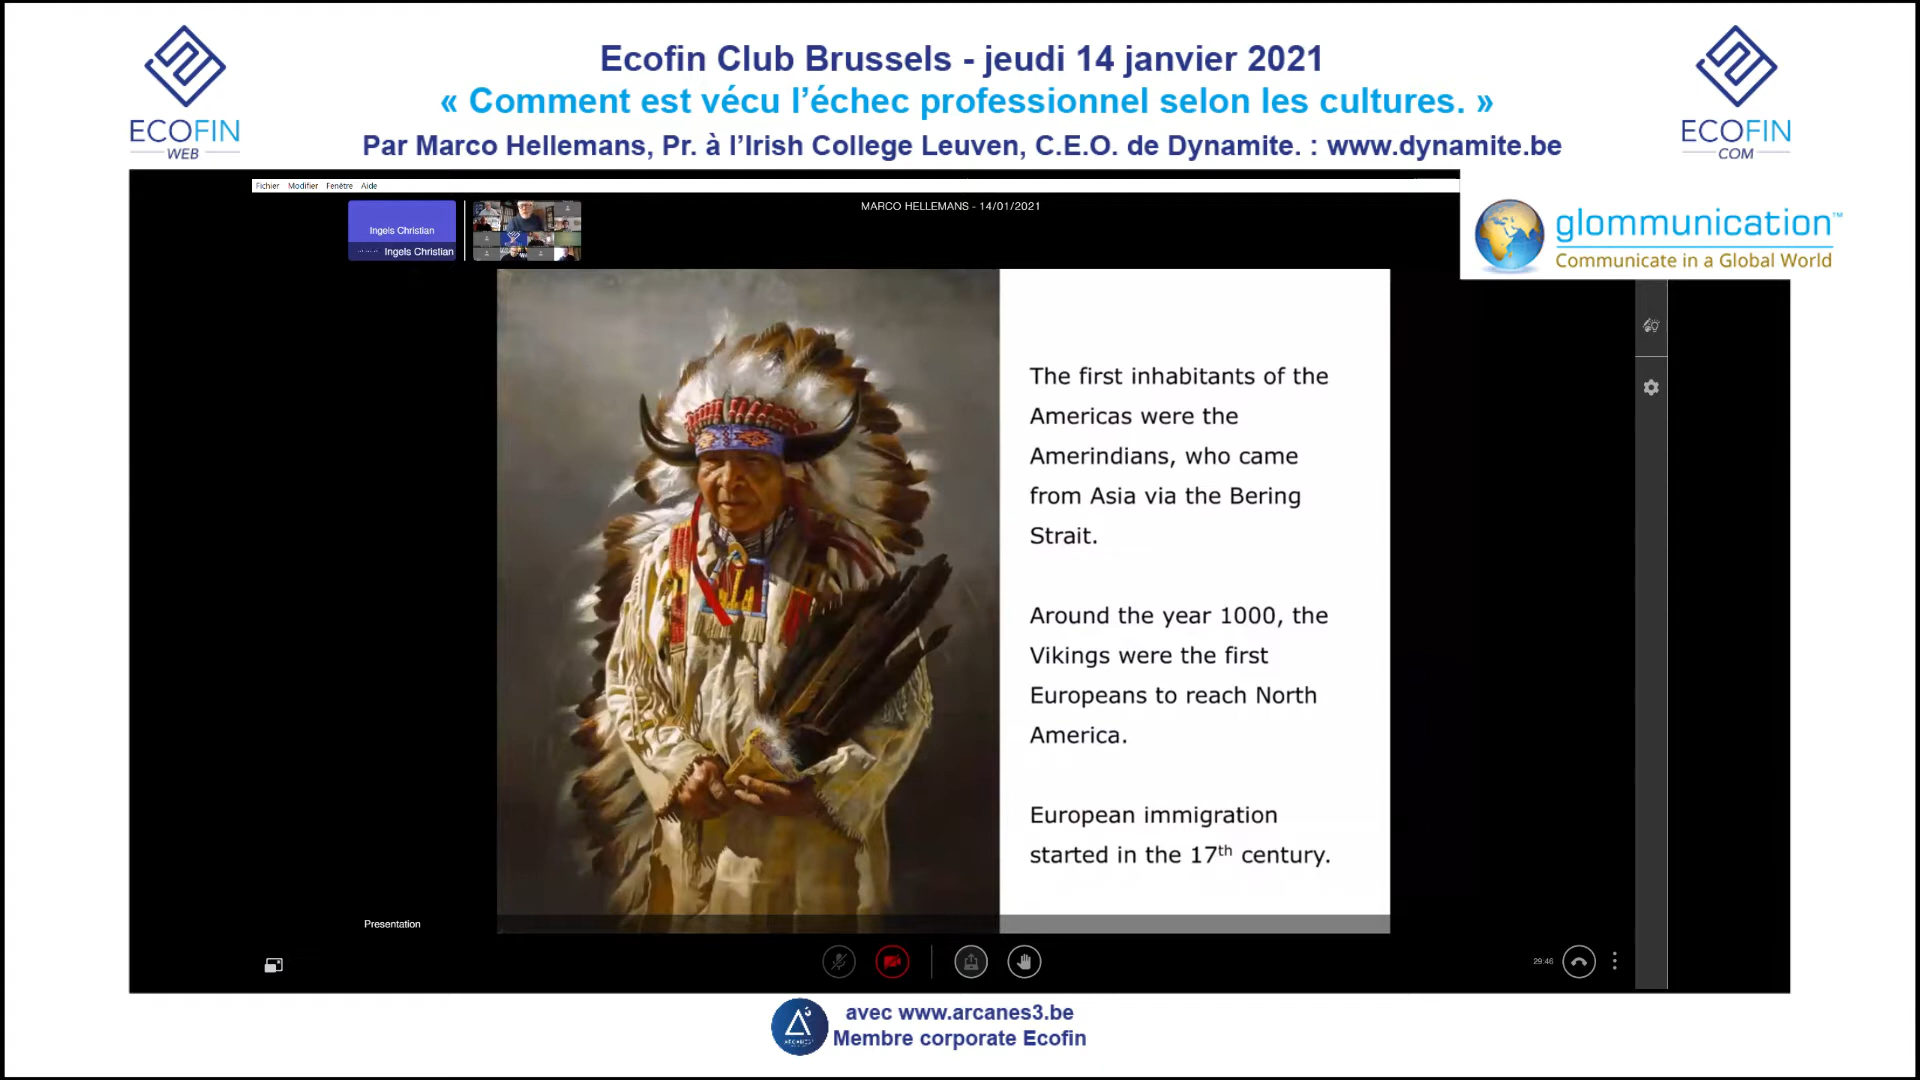 Ecofin Club Brussels - jeudi 14 janvier 2021
« Comment est vécu l’échec professionnel selon les cultures. »
Par Marco Hellemans, Pr. à l’Irish College Leuven, C.E.O. de Dynamite. : www.dynamite.be
ECOFIN
WEB
ECOFIN
COM
Fichier Modifier Fenêtre Aide
MARCO HELLEMANS - 14/01/2021
Ingels Christian
Ingels Christian
glommunication™
Communicate in a Global World
The first inhabitants of the
Americas were the
Amerindians, who came
from Asia via the Bering
Strait.
Around the year 1000, the
Vikings were the first
Europeans to reach North
America.
European immigration
started in the 17th century.
Presentation
29:46
ARCANES
avec www.arcanes3.be
Membre corporate Ecofin